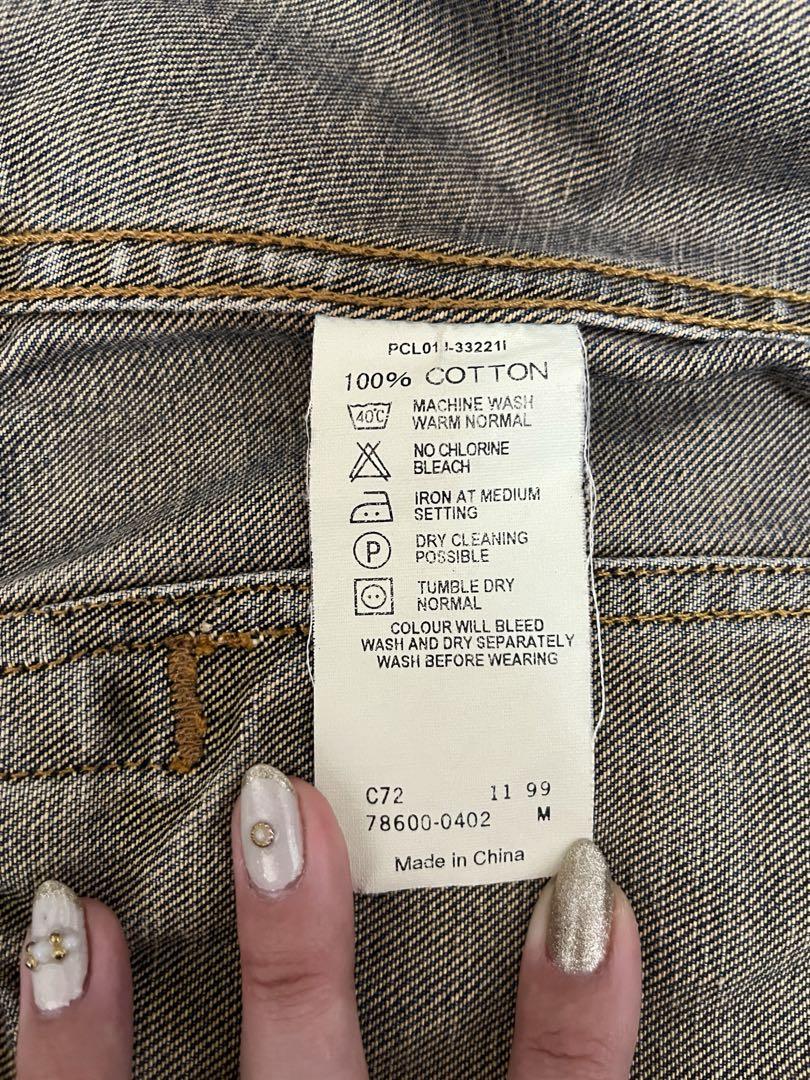 100% COTTON
40°C MACHINE WASH
WARM NORMAL
NO CHLORINE
BLEACH
IRON AT MEDIUM
SETTING
P DRY CLEANING
POSSIBLE
TUMBLE DRY
NORMAL
COLOUR WILL BLEED
WASH AND DRY SEPARATELY
WASH BEFORE WEARING
C72 11 99
78600-0402 M
Made in China